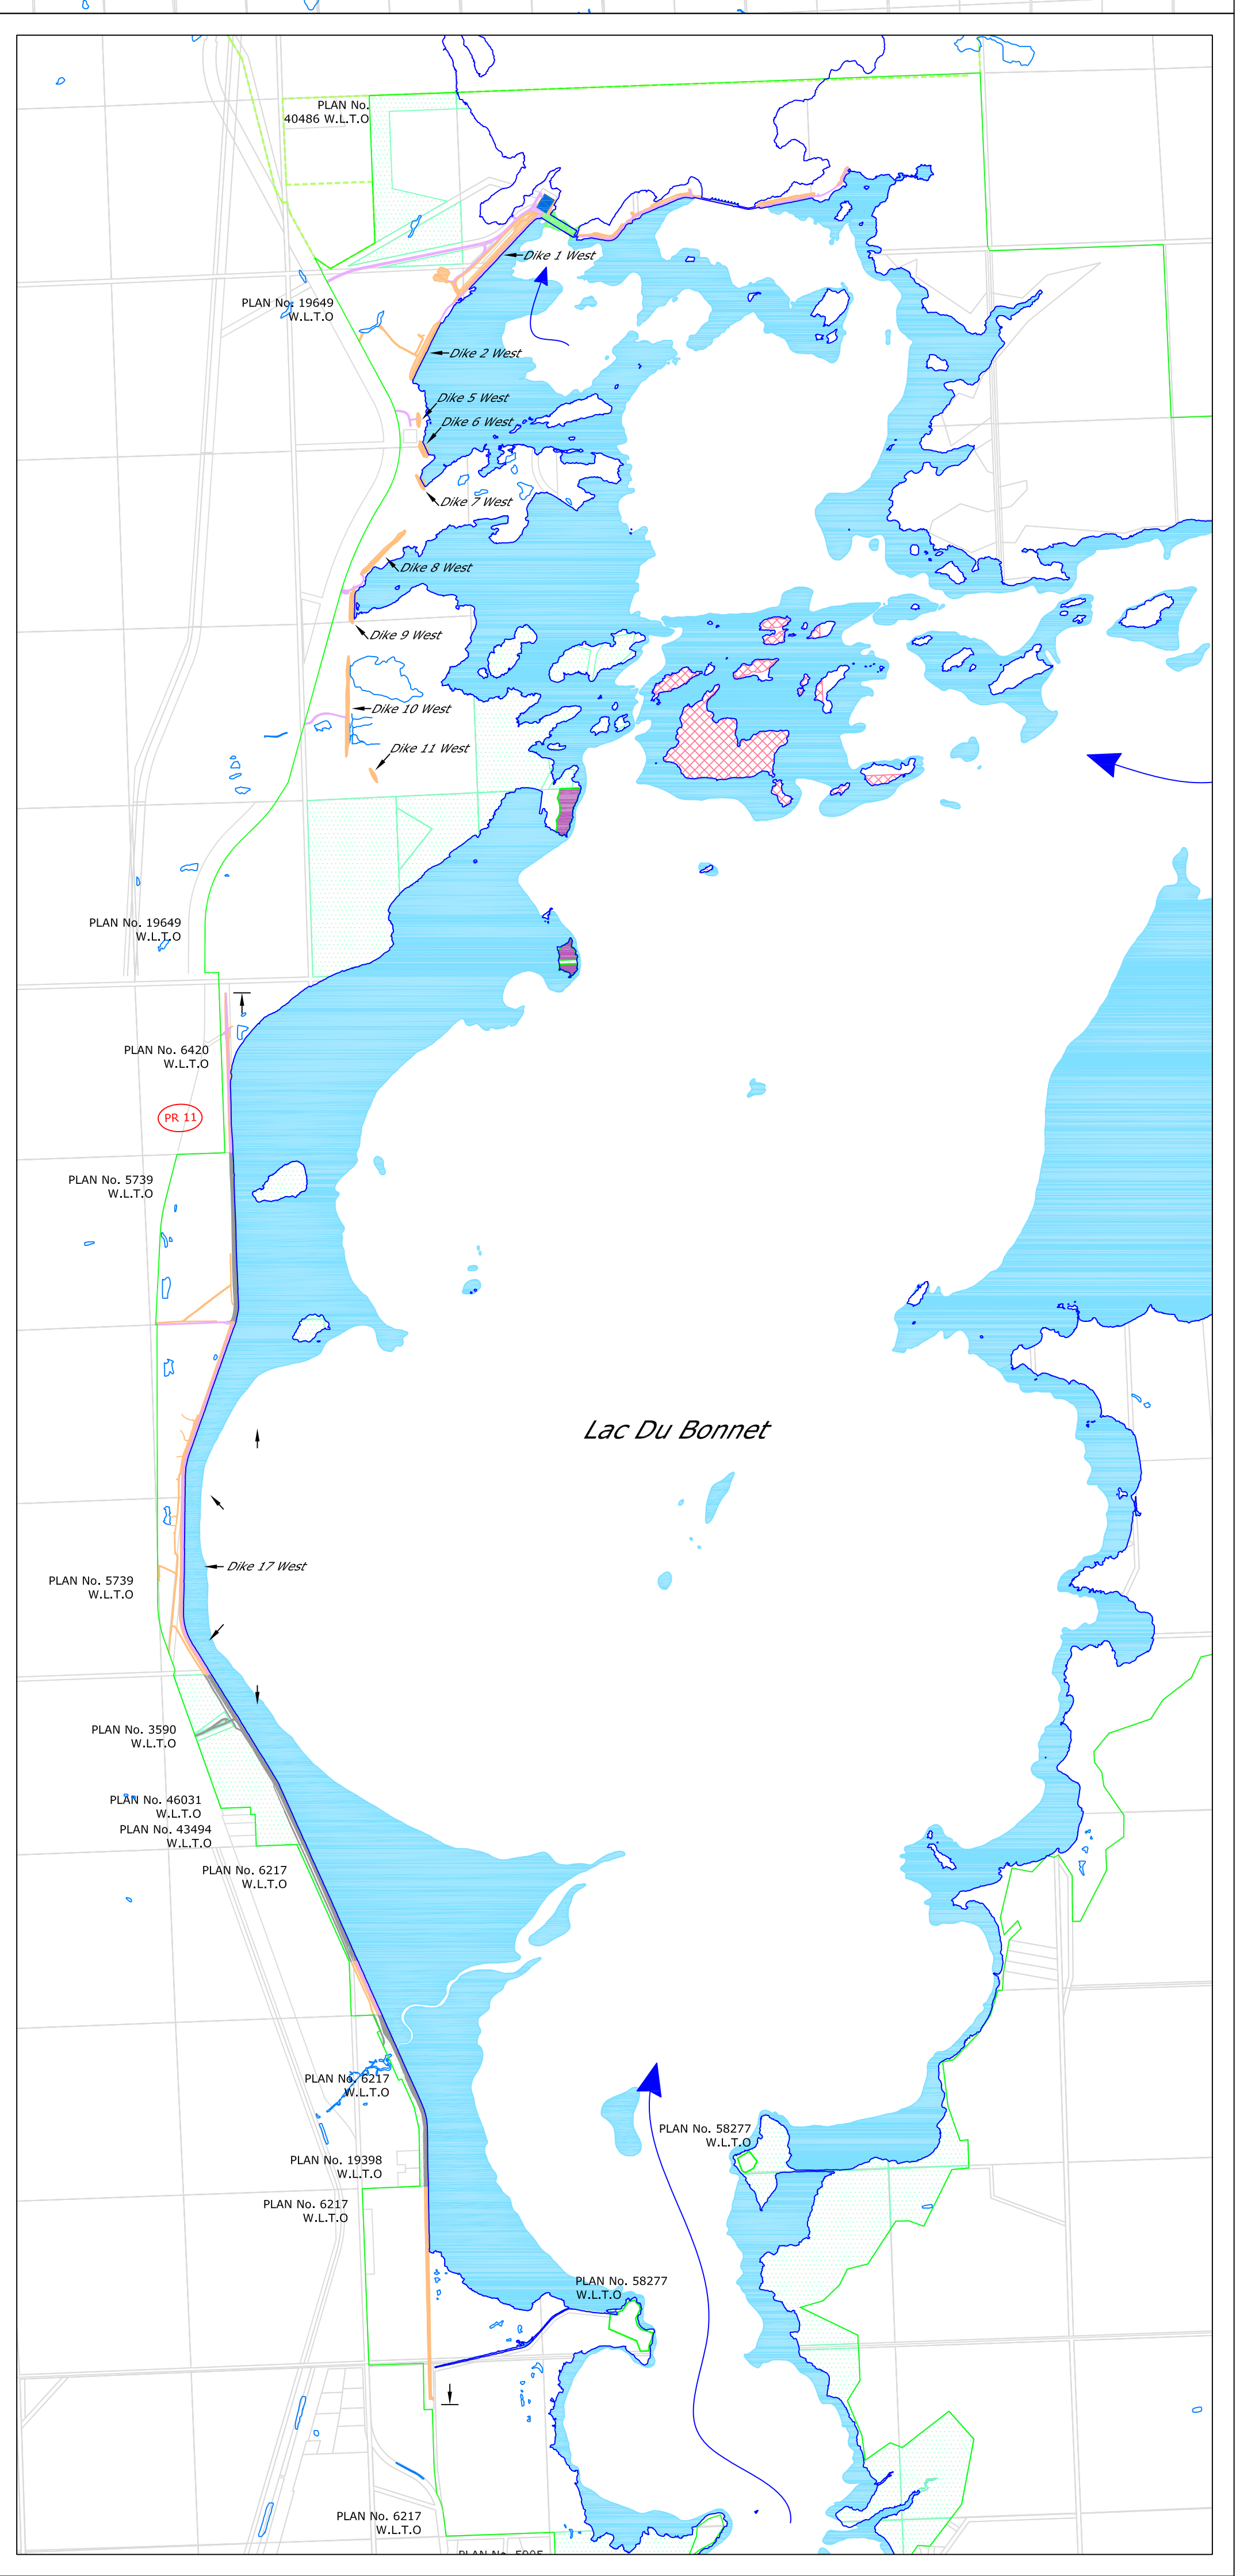 PLAN No.
40486 W.L.T.O
Dike 1 West
PLAN No. 19649
W.L.T.O
Dike 2 West
Dike 5 West
Dike 6 West
Dike 7 West
Dike 8 West
Dike 9 West
Dike 10 West
Dike 11 West
PLAN No. 19649
W.L.T.O
PLAN No. 6420
W.L.T.O
PR 11
PLAN No. 5739
W.L.T.O
Lac Du Bonnet
Dike 17 West
PLAN No. 5739
W.L.T.O
PLAN No. 3590
W.L.T.O
PLAN No. 46031
W.L.T.O
PLAN No. 43494
W.L.T.O
PLAN No. 6217
W.L.T.O
PLAN No. 6217
W.L.T.O
PLAN No. 58277
W.L.T.O
PLAN No. 19398
W.L.T.O
PLAN No. 6217
W.L.T.O
PLAN No. 58277
W.L.T.O
PLAN No. 6217
W.L.T.O